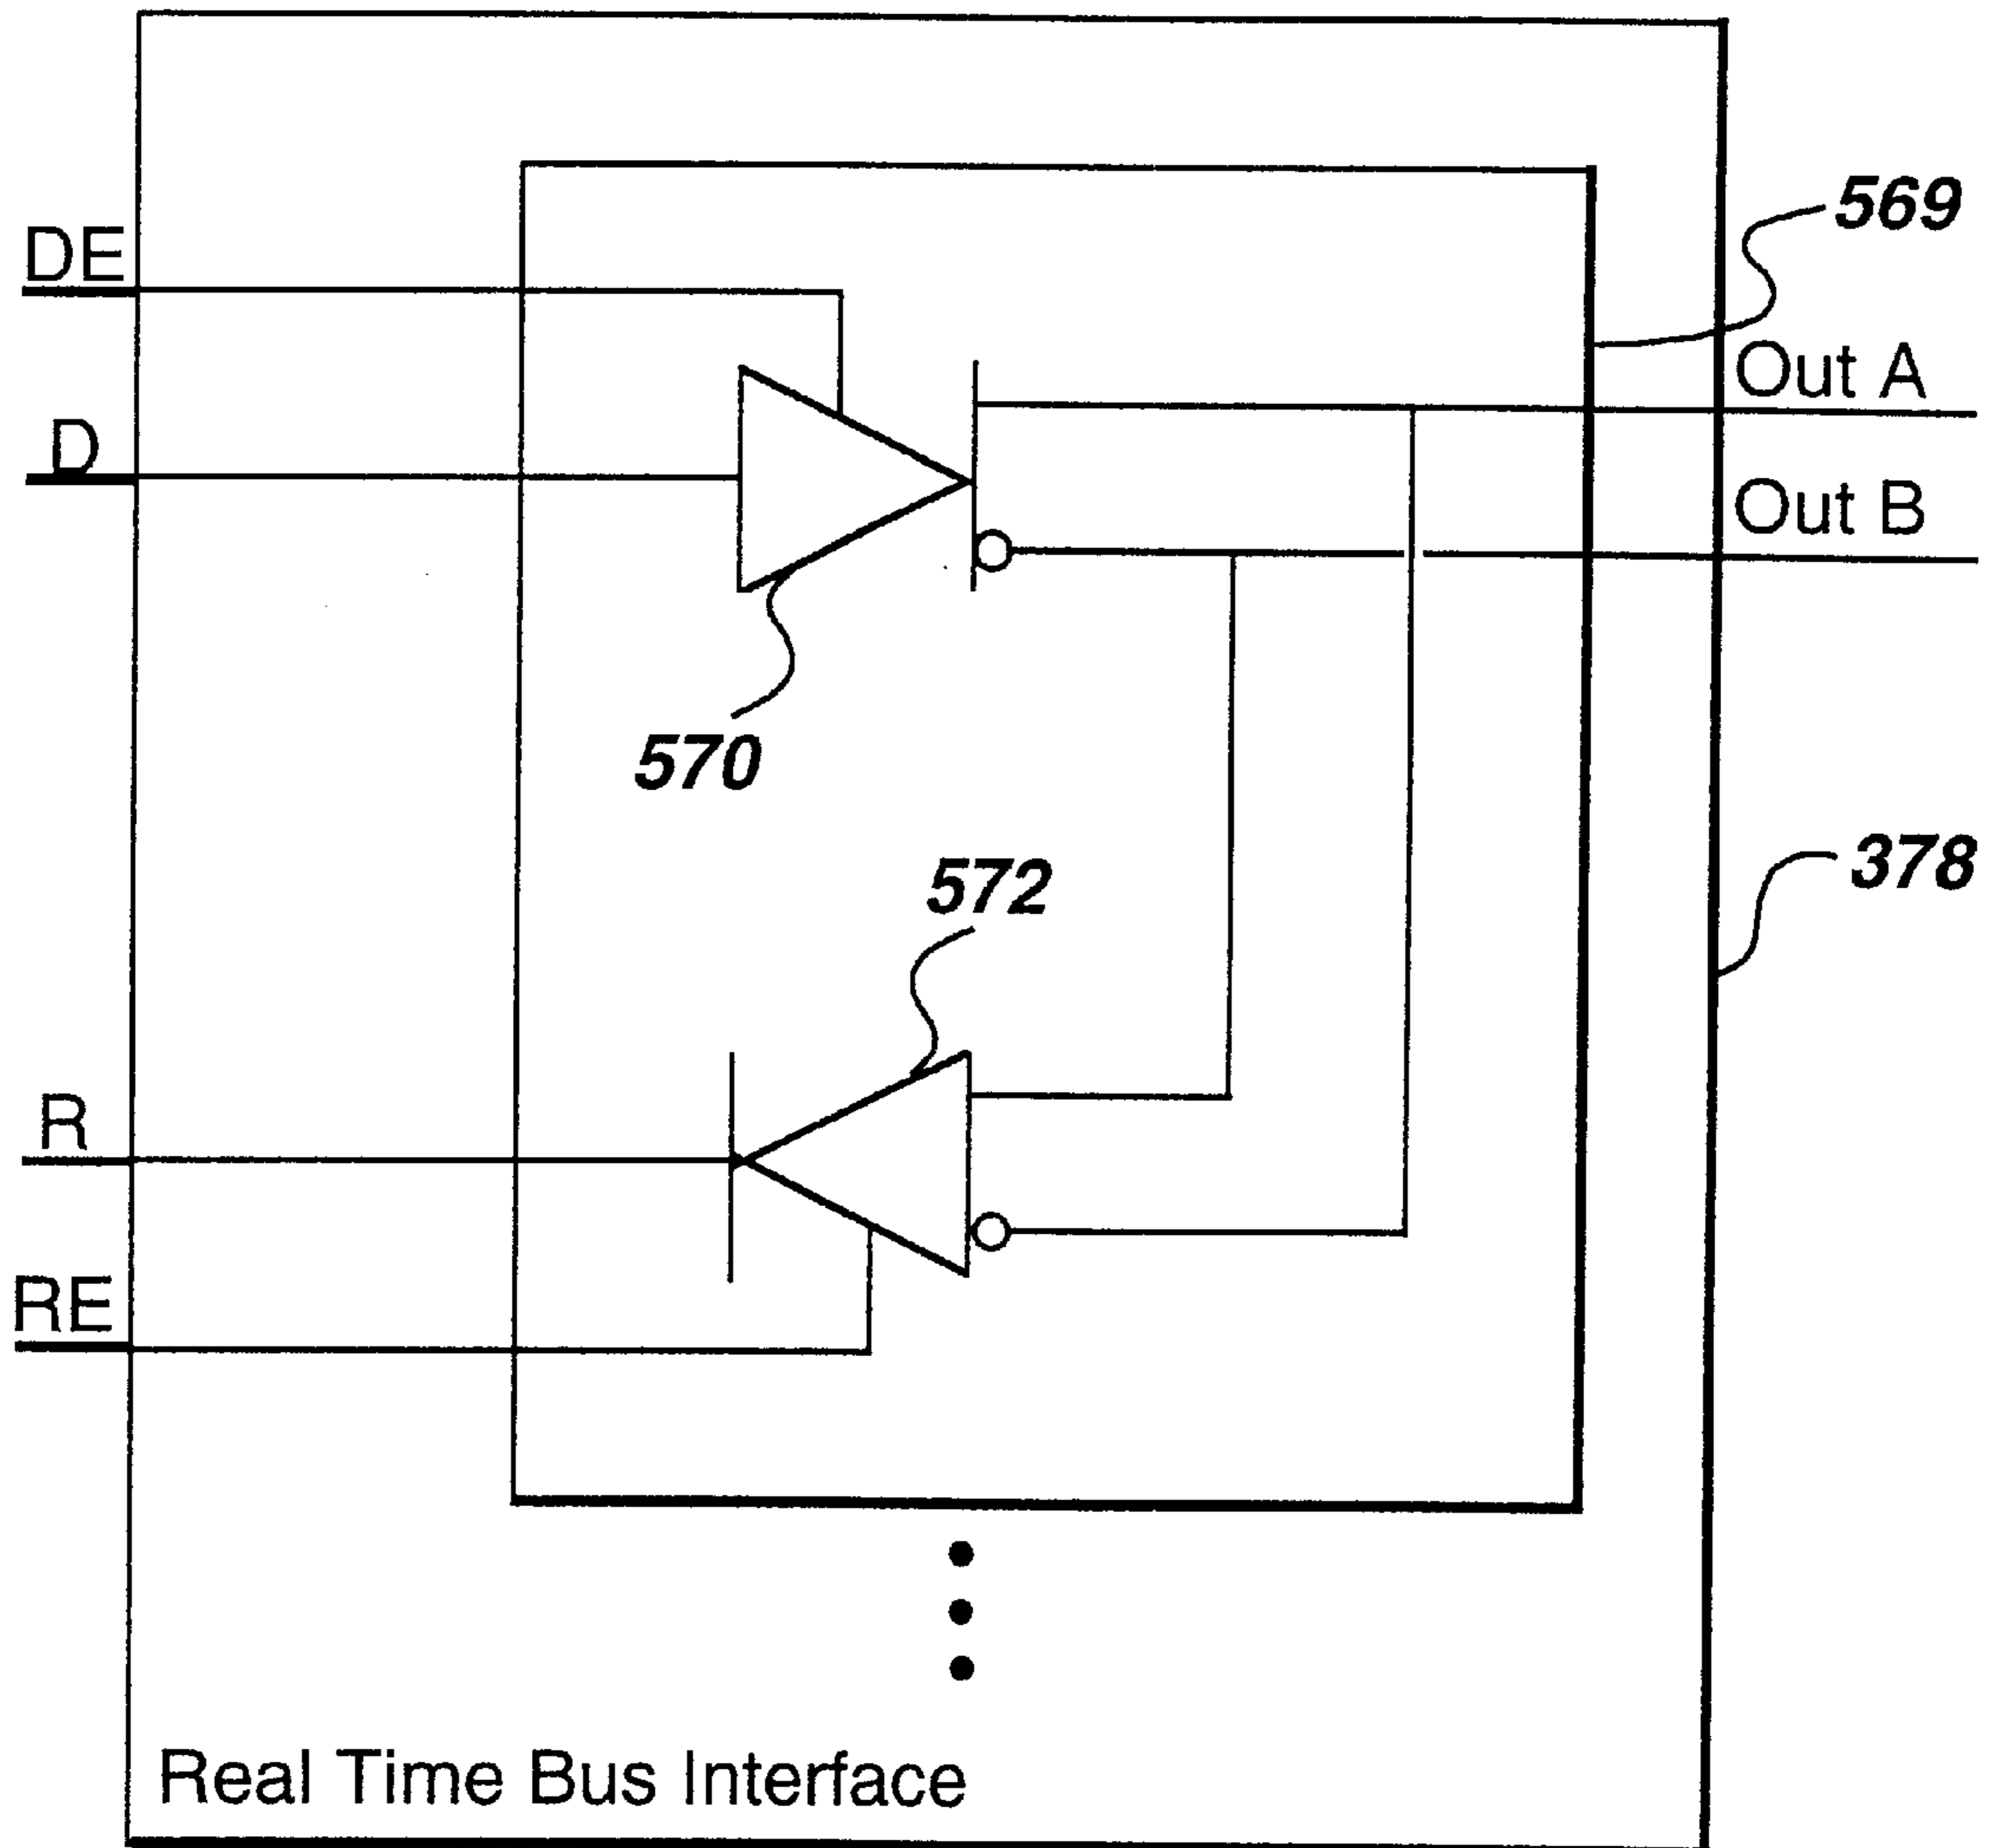 569
DE
Out A
D
Out B
570
572
378
R
RE
Real Time Bus Interface